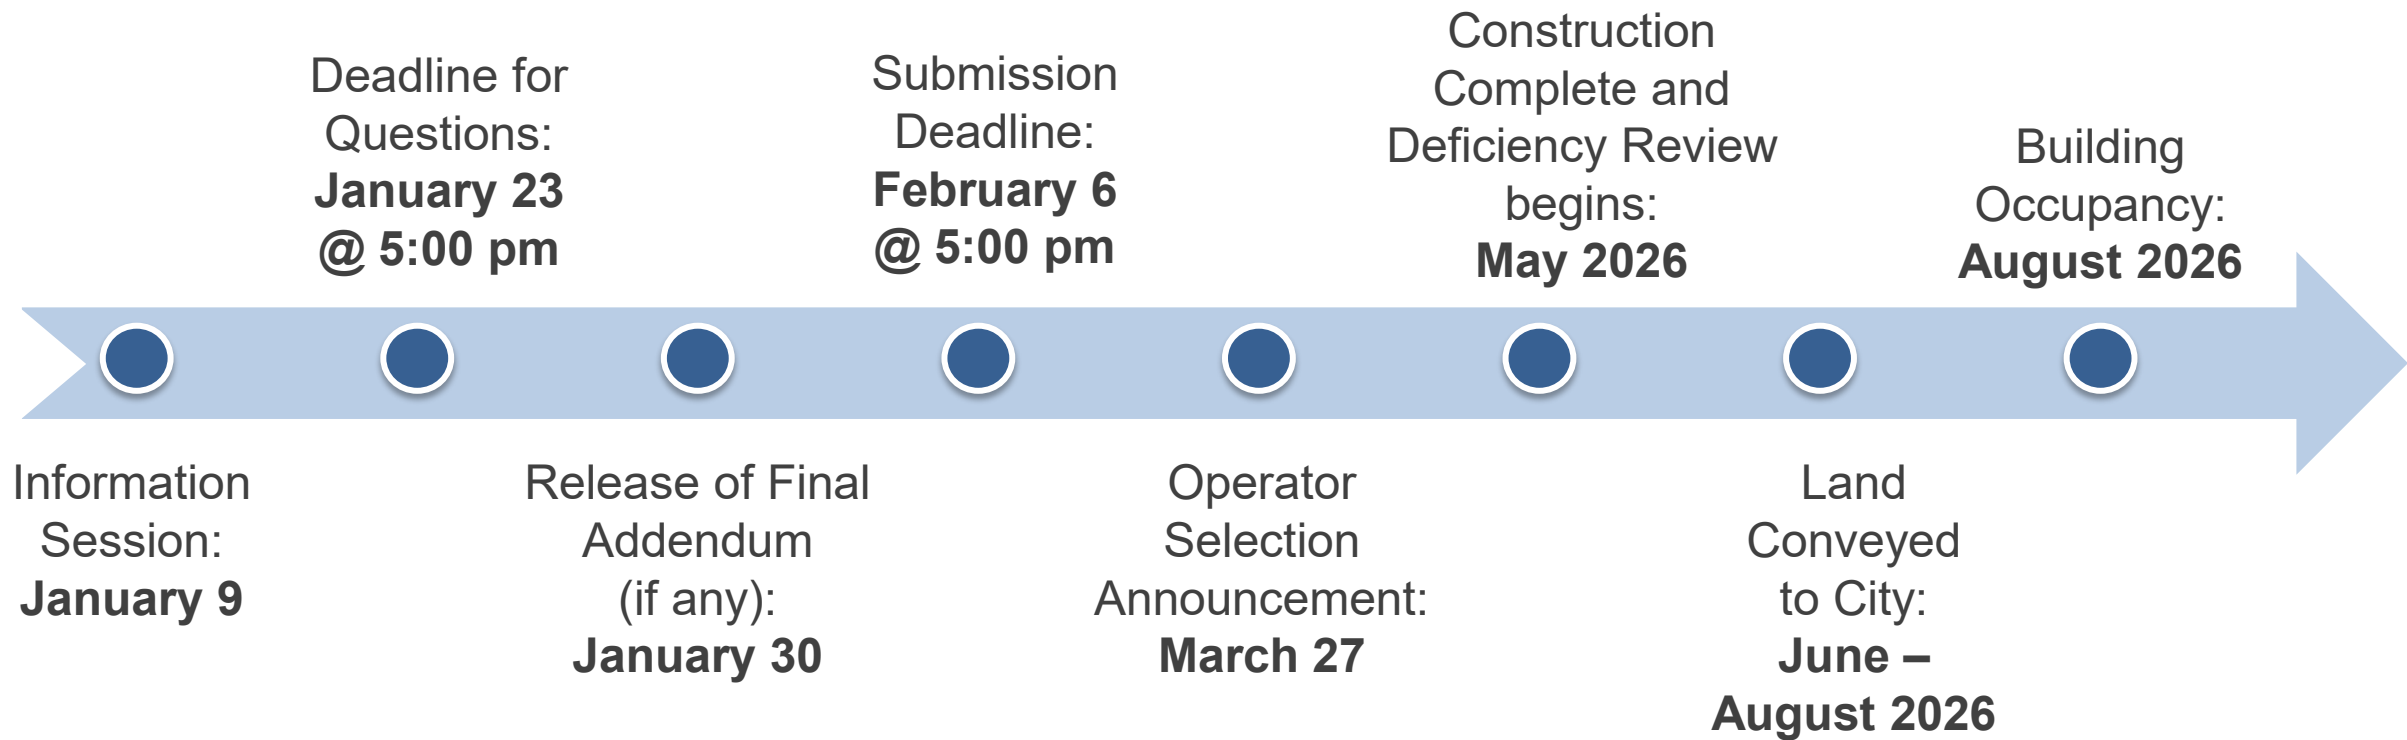 Information
Session:
January 9
Deadline for
Questions:
January 23
@ 5:00 pm
Release of Final
Addendum
(if any):
January 30
Submission
Deadline:
February 6
@ 5:00 pm
Operator
Selection
Announcement:
March 27
Construction
Complete and
Deficiency Review
begins:
May 2026
Land
Conveyed
to City:
June –
August 2026
Building
Occupancy:
August 2026